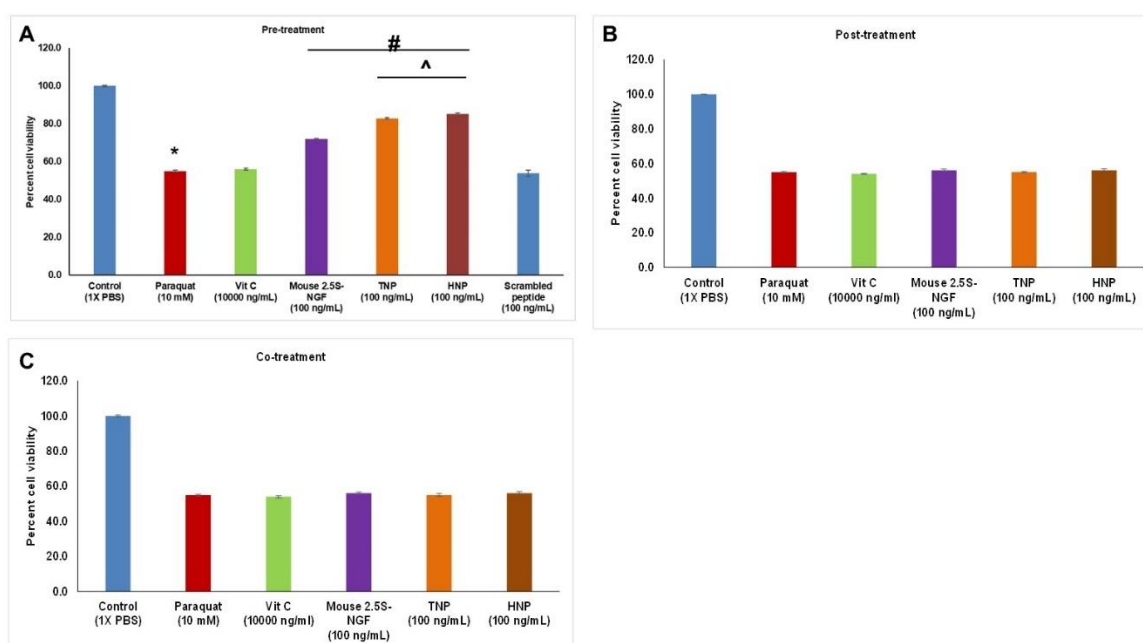 A
Pre-treatment
#
^
*
Percent cell viability
120.0
100.0
80.0
60.0
40.0
20.0
0.0
Control
(1X PBS)
Paraquat
(10 mM)
Vit C
(10000 ng/mL)
Mouse 2.5S-
NGF
(100 ng/mL)
TNP
(100 ng/mL)
HNP
(100 ng/mL)
Scrambled
peptide
(100 ng/mL)
B
Post-treatment
Percent cell viability
120.0
100.0
80.0
60.0
40.0
20.0
0.0
Control
(1X PBS)
Paraquat
(10 mM)
Vit C
(10000 ng/ml)
Mouse 2.5S-
NGF
(100 ng/mL)
TNP
(100 ng/mL)
HNP
(100 ng/mL)
C
Co-treatment
Percent cell viability
120.0
100.0
80.0
60.0
40.0
20.0
0.0
Control
(1X PBS)
Paraquat
(10 mM)
Vit C
(10000 ng/ml)
Mouse 2.5S-
NGF
(100 ng/mL)
TNP
(100 ng/mL)
HNP
(100 ng/mL)